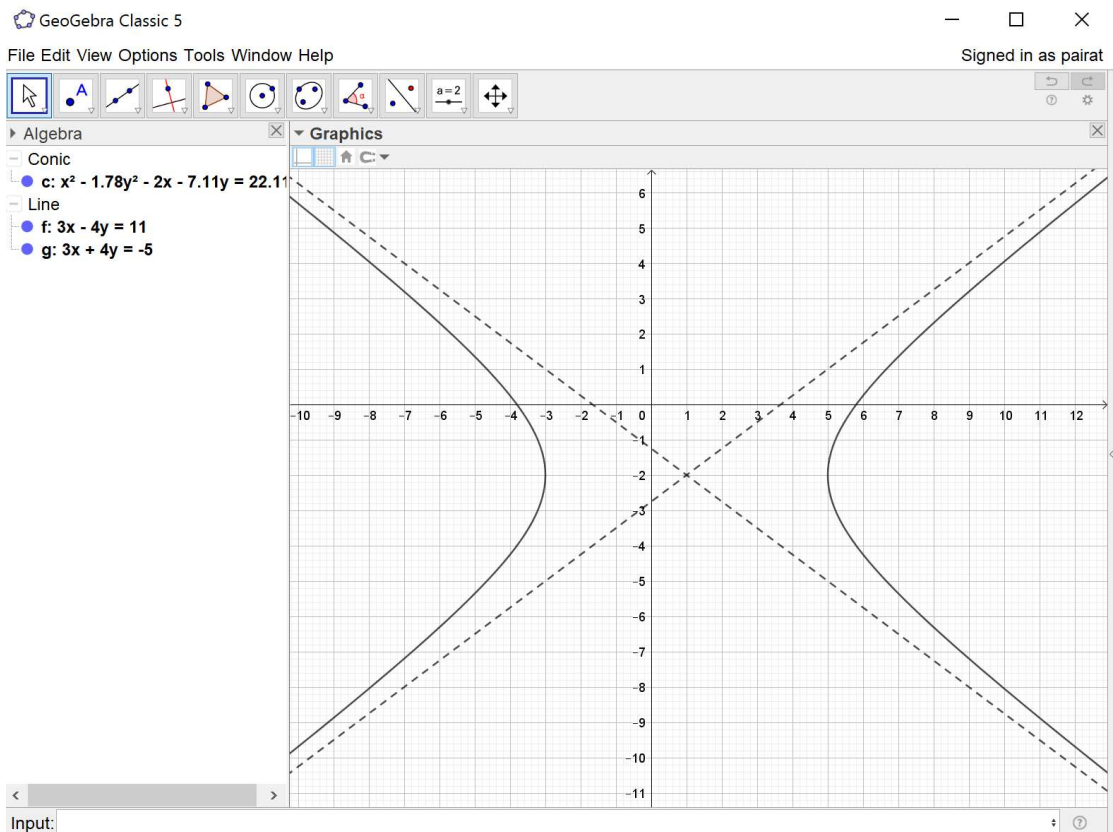 GeoGebra Classic 5
File Edit View Options Tools Window Help
Signed in as pairat
A
α
a=2
Algebra
Graphics
Conic
c: x² - 1.78y² - 2x - 7.11y = 22.11
Line
f: 3x - 4y = 11
g: 3x + 4y = -5
6
5
4
3
2
1
−10 −9 −8 −7 −6 −5 −4 −3 −2 −1 0 1 2 3 4 5 6 7 8 9 10 11 12
−1
−2
−3
−4
−5
−6
−7
−8
−9
−10
−11
Input: